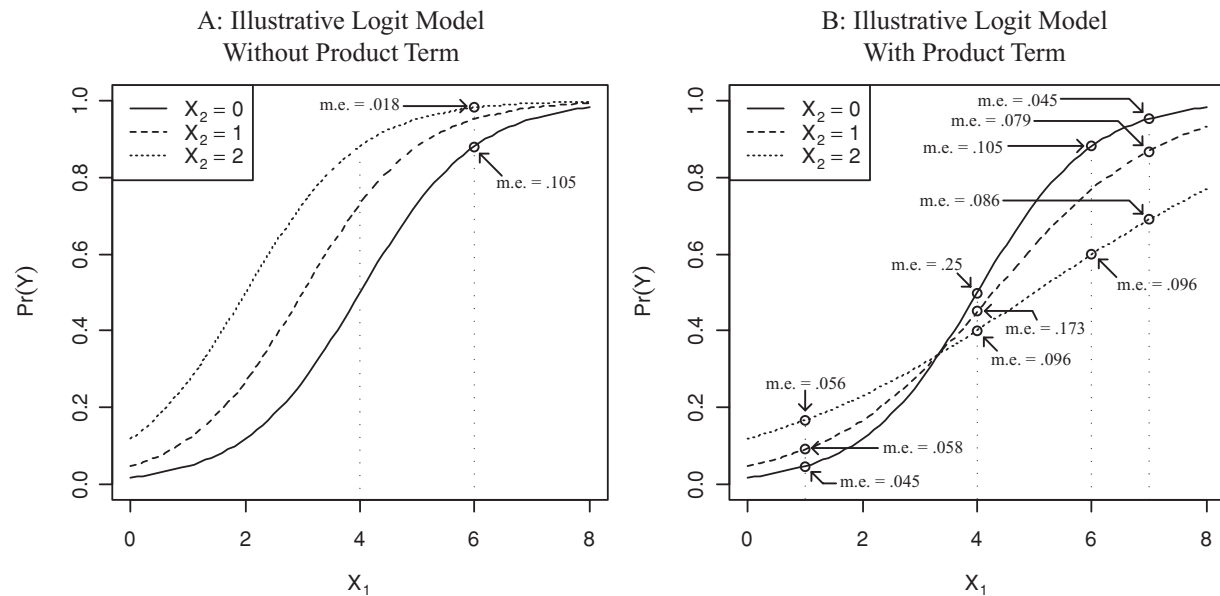 A: Illustrative Logit Model
Without Product Term
Pr(Y)
1.0
0.8
0.6
0.4
0.2
0.0
X₂ = 0
X₂ = 1
X₂ = 2
m.e. = .018
m.e. = .105
0 2 4 6 8
X₁
B: Illustrative Logit Model
With Product Term
Pr(Y)
1.0
0.8
0.6
0.4
0.2
0.0
X₂ = 0
X₂ = 1
X₂ = 2
m.e. = .045
m.e. = .079
m.e. = .105
m.e. = .086
m.e. = .25
m.e. = .096
m.e. = .173
m.e. = .096
m.e. = .056
m.e. = .058
m.e. = .045
0 2 4 6 8
X₁